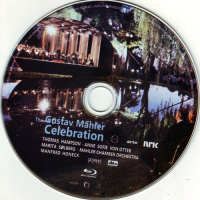 The Gustav Mahler
Celebration
THOMAS HAMPSON · ANNE SOFIE VON OTTER
MARITA SØLBERG · MAHLER CHAMBER ORCHESTRA
MANFRED HONECK
arte NRK
dts